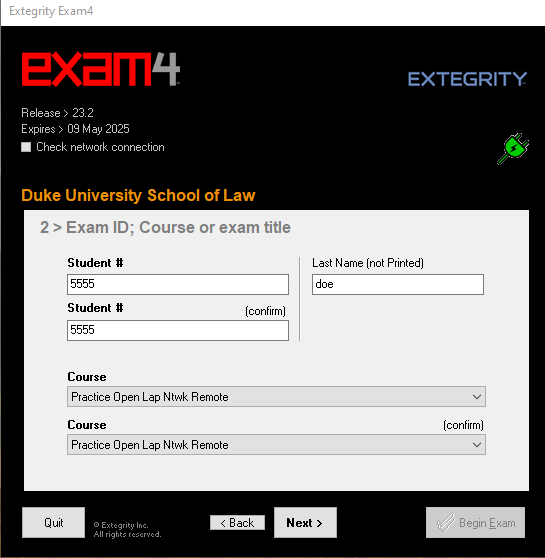 Extegrity Exam4
exam4
EXTEGRITY
Release > 23.2
Expires > 09 May 2025
Check network connection
Duke University School of Law
2 > Exam ID; Course or exam title
Student #
Last Name (not Printed)
5555
doe
Student #
(confirm)
5555
Course
Practice Open Lap Ntwk Remote
Course
(confirm)
Practice Open Lap Ntwk Remote
Quit
© Extegrity Inc.
All rights reserved.
< Back
Next >
Begin Exam